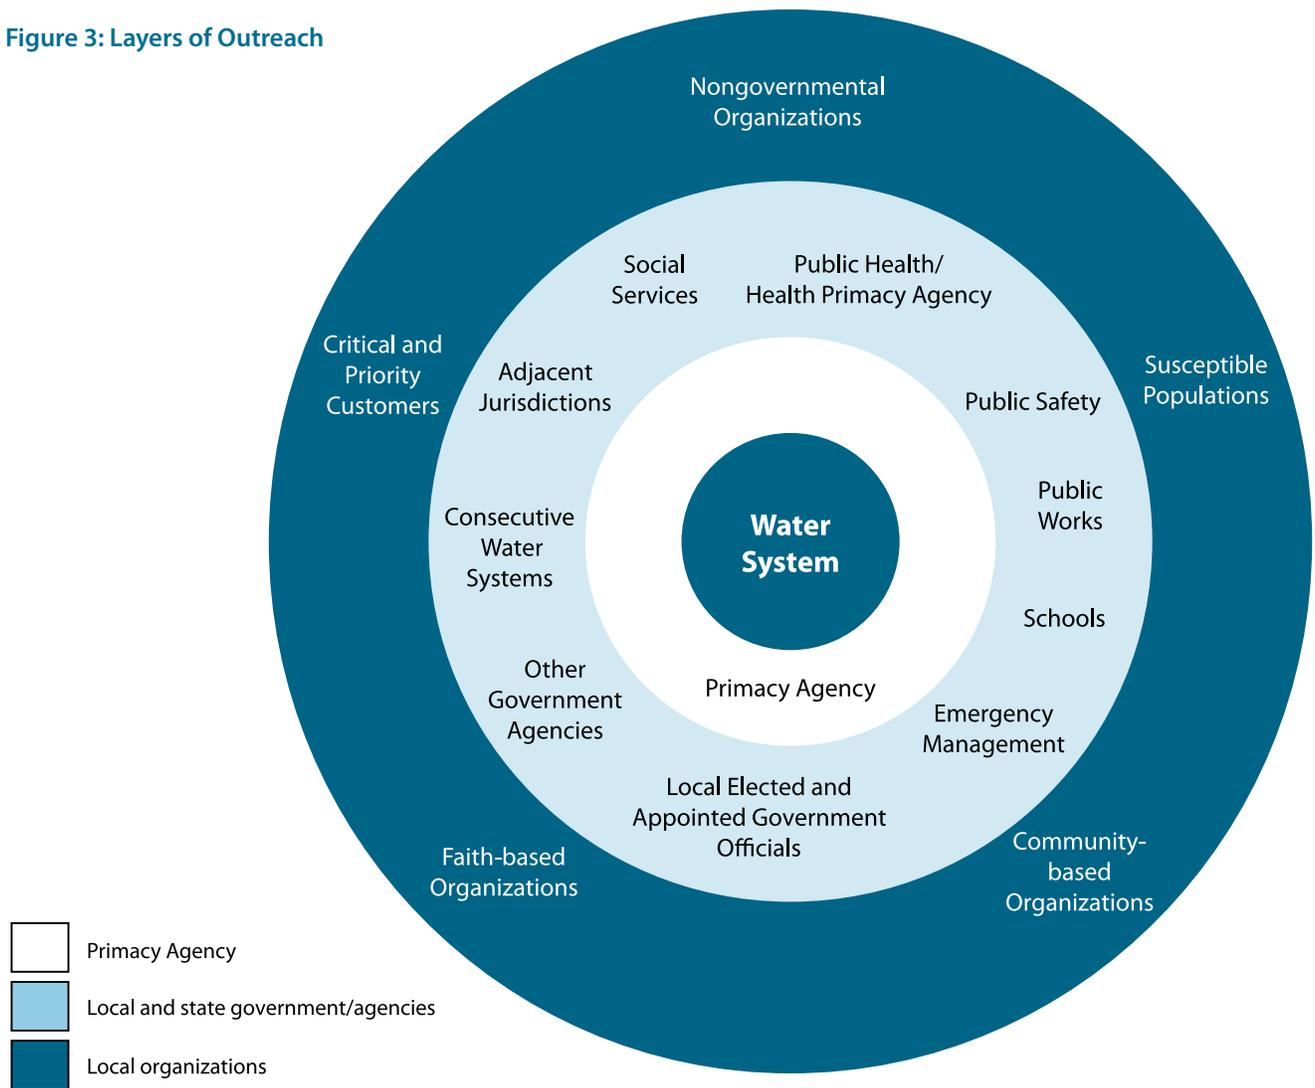 Figure 3: Layers of Outreach
Nongovernmental
Organizations
Social
Services
Public Health/
Health Primacy Agency
Critical and
Priority
Customers
Adjacent
Jurisdictions
Public Safety
Susceptible
Populations
Consecutive
Water
Systems
Water
System
Public
Works
Schools
Other
Government
Agencies
Primacy Agency
Emergency
Management
Local Elected and
Appointed Government
Officials
Faith-based
Organizations
Community-
based
Organizations
Primacy Agency
Local and state government/agencies
Local organizations